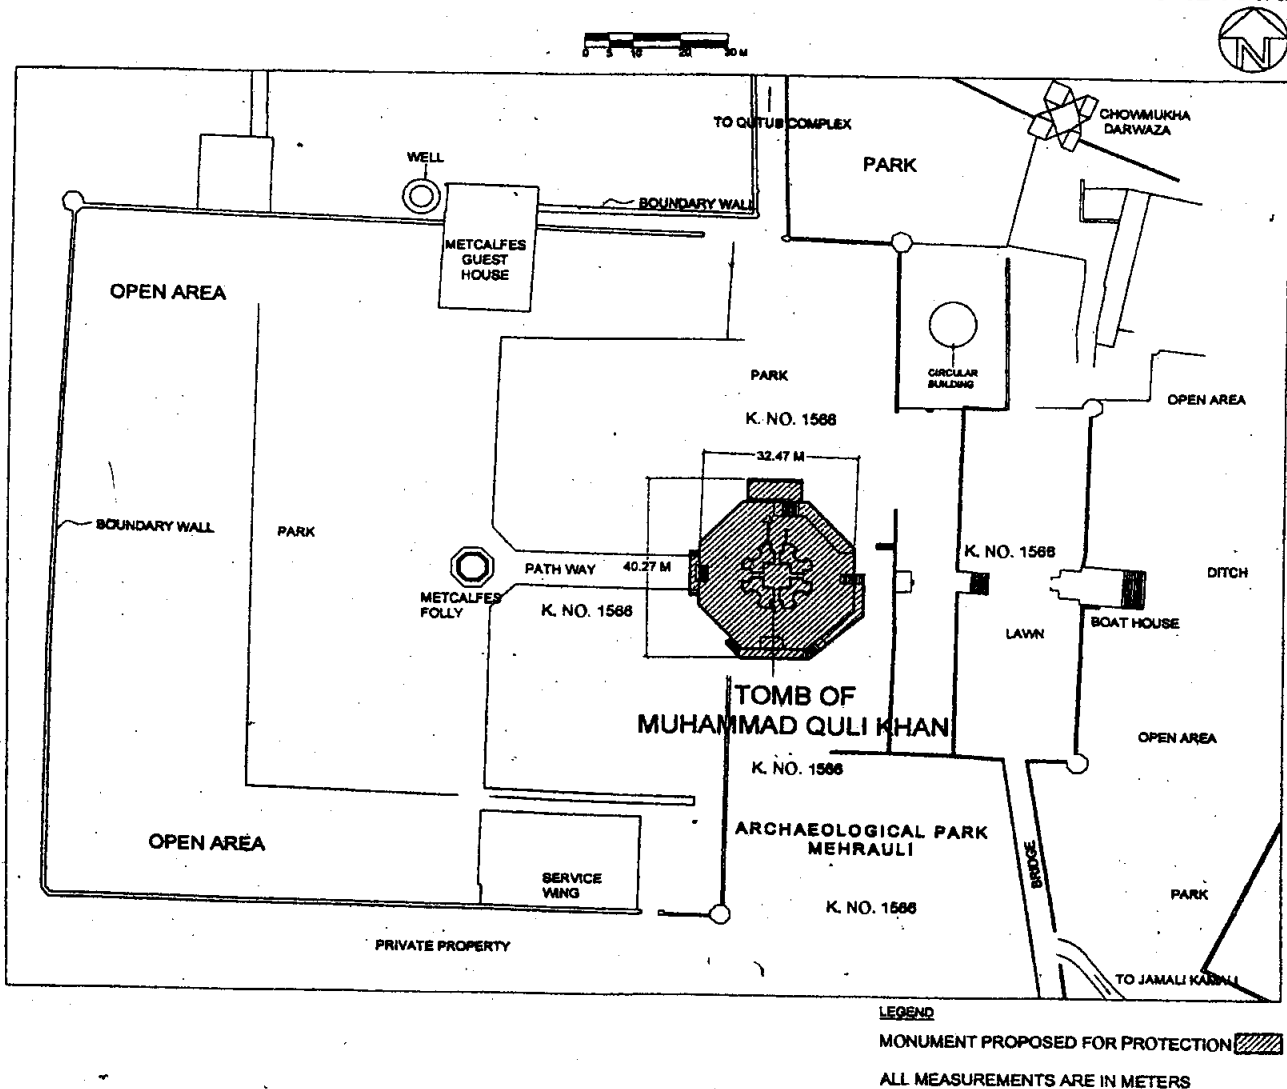 N
0 5 10 20 30 M
TO QUTUB COMPLEX
CHOWMUKHA
DARWAZA
PARK
WELL
BOUNDARY WALL
METCALFES
GUEST
HOUSE
OPEN AREA
CIRCULAR
BUILDING
PARK
OPEN AREA
K. NO. 1566
32.47 M
BOUNDARY WALL
PARK
K. NO. 1566
PATH WAY
40.27 M
DITCH
METCALFES
FOLLY
K. NO. 1566
BOAT HOUSE
LAWN
TOMB OF
MUHAMMAD QULI KHAN
OPEN AREA
K. NO. 1566
ARCHAEOLOGICAL PARK
MEHRAULI
OPEN AREA
BRIDGE
SERVICE
WING
PARK
K. NO. 1566
PRIVATE PROPERTY
TO JAMALI KAMALI
LEGEND
MONUMENT PROPOSED FOR PROTECTION
ALL MEASUREMENTS ARE IN METERS